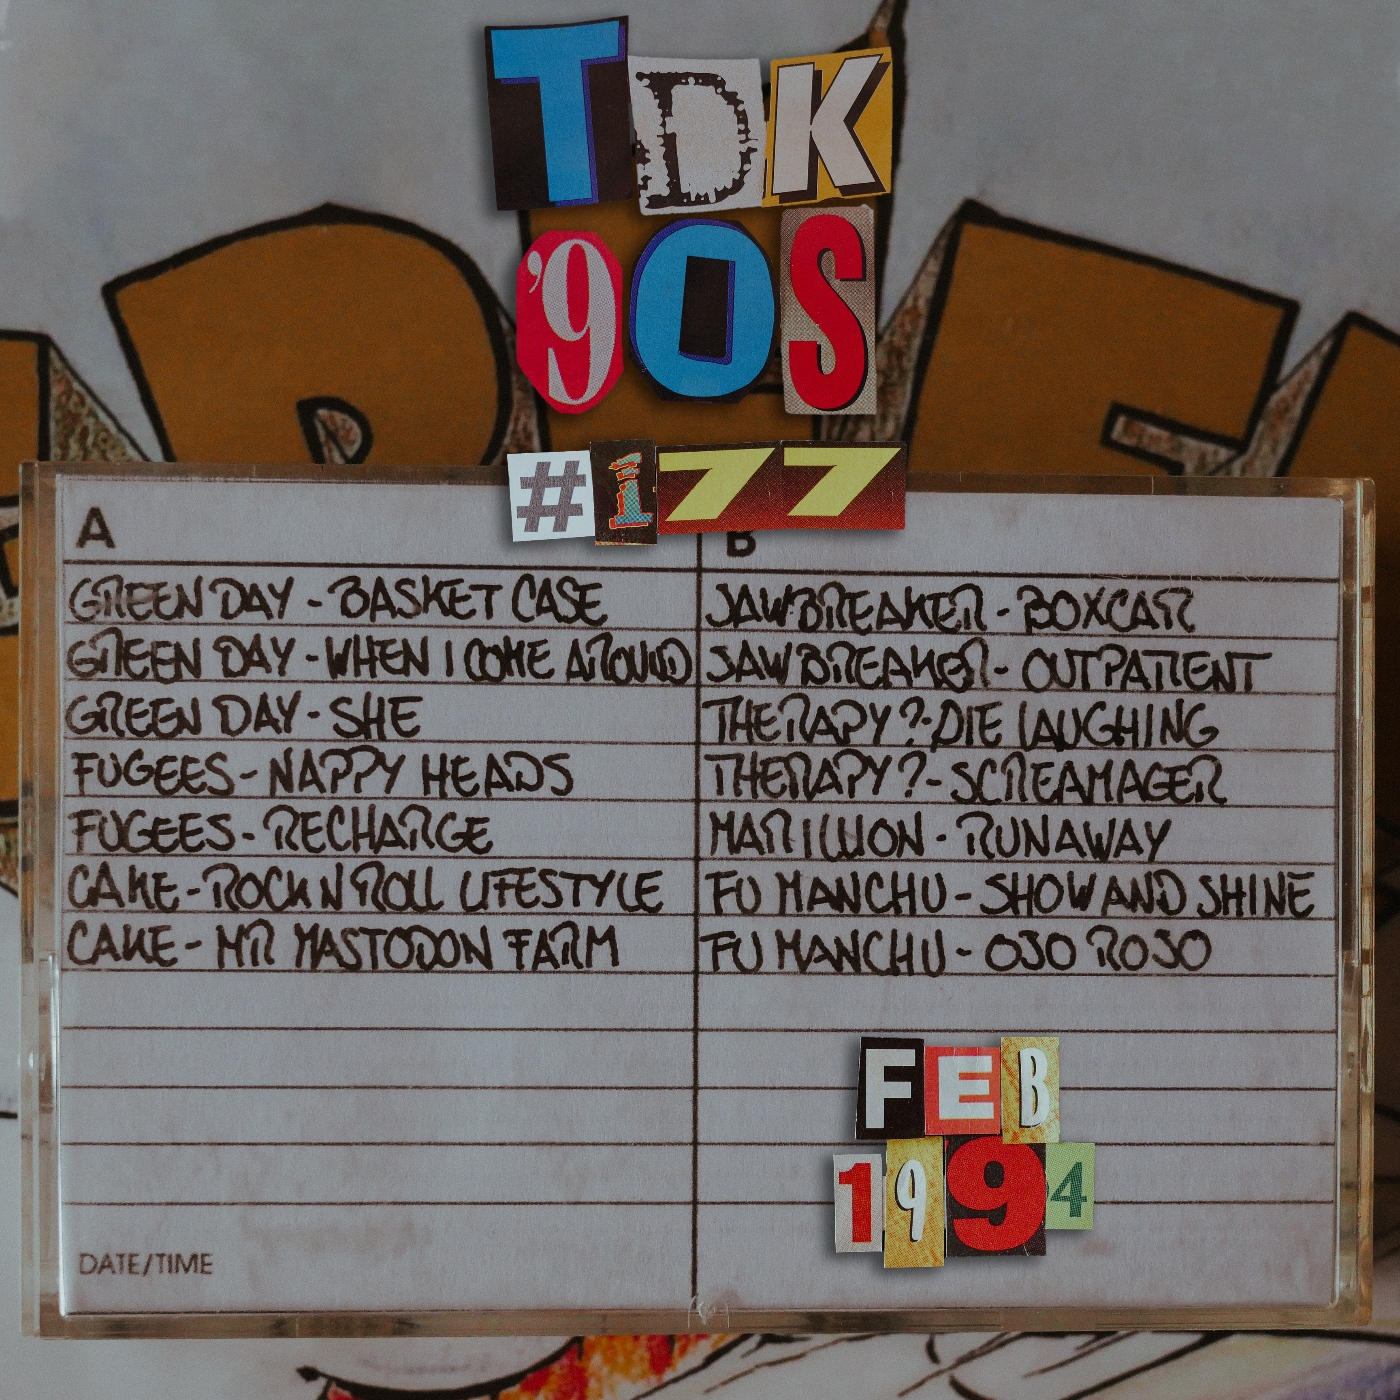 TDK
'90S
#177
A
B
GREEN DAY - BASKET CASE
GREEN DAY - WHEN I COME AROUND
GREEN DAY - SHE
FUGEES - NAPPY HEADS
FUGEES - RECHARGE
CAKE - ROCK N ROLL LIFESTYLE
CAKE - MR MASTODON FARM
JAWBREAKER - BOXCAR
JAWBREAKER - OUTPATIENT
THERAPY? - DIE LAUGHING
THERAPY? - SCREAMAGER
MARILLION - RUNAWAY
FU MANCHU - SHOW AND SHINE
FU MANCHU - OJO ROJO
FEB
1994
DATE/TIME